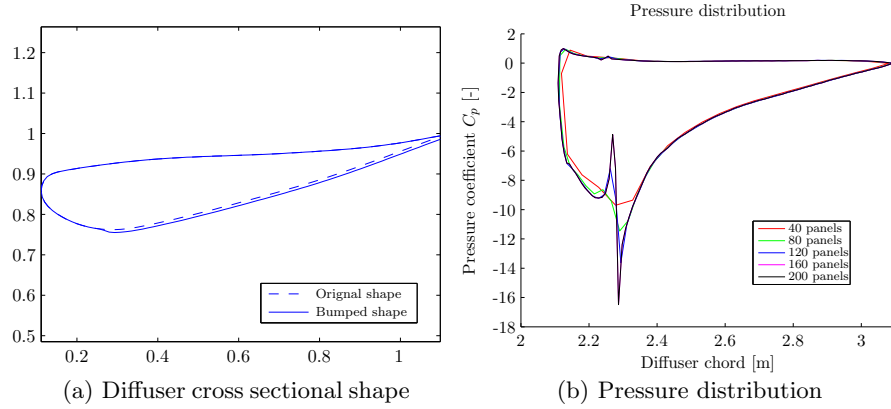 Pressure distribution
1.2
1.1
1
0.9
0.8
0.7
0.6
0.5
0.2
0.4
0.6
0.8
1
Orignal shape
Bumped shape
(a) Diffuser cross sectional shape
Pressure coefficient Cp [-]
2
0
-2
-4
-6
-8
-10
-12
-14
-16
-18
2
2.2
2.4
2.6
2.8
3
Diffuser chord [m]
40 panels
80 panels
120 panels
160 panels
200 panels
(b) Pressure distribution